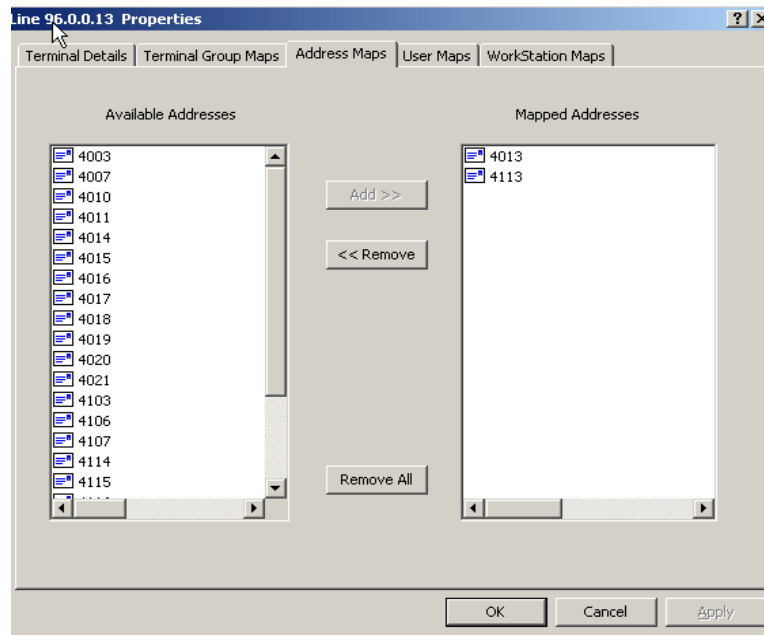 Line 96.0.0.13 Properties
Terminal Details
Terminal Group Maps
Address Maps
User Maps
WorkStation Maps
Available Addresses
4003
4007
4010
4011
4014
4015
4016
4017
4018
4019
4020
4021
4103
4106
4107
4114
4115
Add >>
<< Remove
Remove All
Mapped Addresses
4013
4113
OK
Cancel
Apply